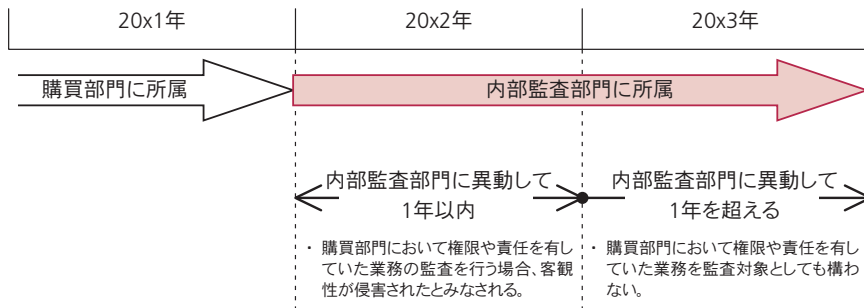 20x1年
20x2年
20x3年
購買部門に所属
内部監査部門に所属
内部監査部門に異動して
1年以内
内部監査部門に異動して
1年を超える
・ 購買部門において権限や責任を有し
ていた業務の監査を行う場合、客観
性が侵害されたとみなされる。
・ 購買部門において権限や責任を有し
ていた業務を監査対象としても構わ
ない。